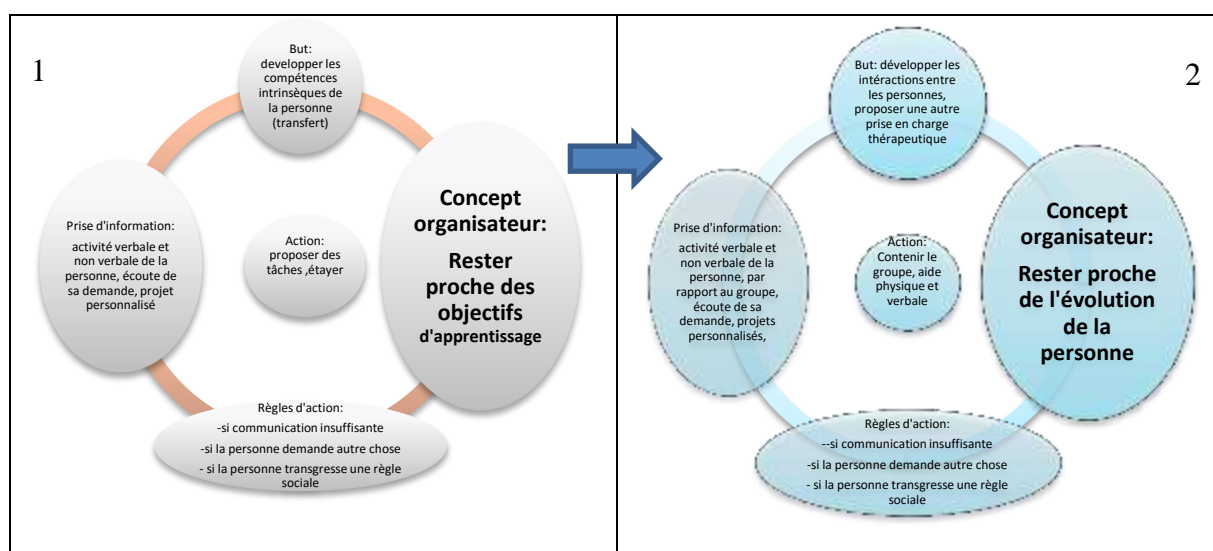 1
But:
developper les
compétences
intrinsèques de
la personne
(transfert)
Prise d'information:
activité verbale et
non verbale de la
personne, écoute de
sa demande, projet
personnalisé
Action:
proposer des
tâches ,étayer
Concept
organisateur:
Rester
proche des
objectifs
d'apprentissage
Règles d'action:
-si communication insuffisante
-si la personne demande autre chose
- si la personne transgresse une règle
sociale
2
But: développer les
intéractions entre
les personnes,
proposer une autre
prise en charge
thérapeutique
Prise d'information:
activité verbale et
non verbale de la
personne, par
rapport au groupe,
écoute de sa
demande, projets
personnalisés,
Action:
Contenir le
groupe, aide
physique et
verbale
Concept
organisateur:
Rester proche
de l'évolution
de la
personne
Règles d'action:
--si communication insuffisante
-si la personne demande autre chose
- si la personne transgresse une règle
sociale